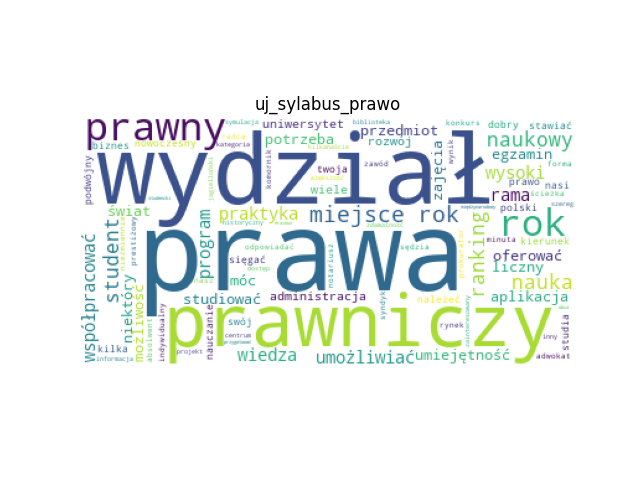 uj_sylabus_prawo
prawny
uniwersytet
konkurs
dobry
stawiać
symulacja
biblioteka
przedmiot
radca
potrzeba
rozwój
naukowy
biznes
nowoczesny
kategoria
kilkanaście
wydział
podwójny
jagielloński
komornik
twoja
zawód
wiele
zajęcia
wynik
egzamin
forma
wysoki
prawo
nasi
rama
ścieżka
świat
praktyka
miejsce rok
polski
szereg
student
prestiżowy
program
historyczny
prawa
ranking
rok
minuta
kierunek
współpracować
niektóry
odpowiadać
sięgać
notariusz
sędzia
oferować
możliwość
móc
liczny
nauka
studiować
administracja
syndyk
należeć
aplikacja
absolwent
indywidualny
nauczanie
swój
prawniczy
rynek
zainteresowany
studia
centrum
inny
kilka
informacja
projekt
wiedza
umożliwiać
umiejętność
adwokat